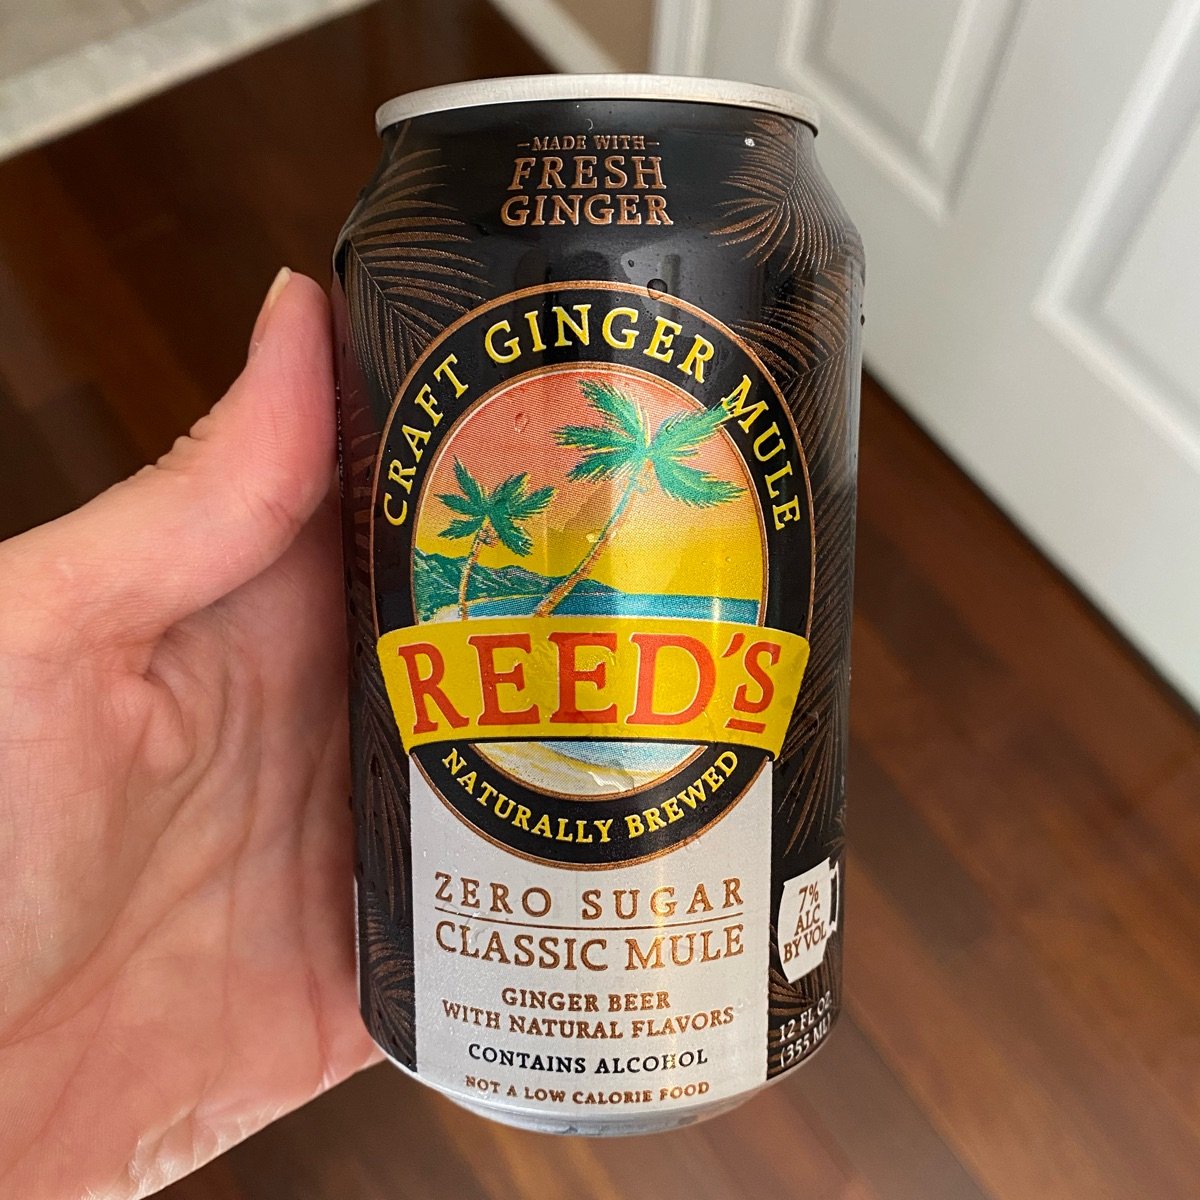 -MADE WITH-
FRESH
GINGER
CRAFT GINGER MULE
REED'S
NATURALLY BREWED
ZERO SUGAR
CLASSIC MULE
GINGER BEER
WITH NATURAL FLAVORS
CONTAINS ALCOHOL
NOT A LOW CALORIE FOOD
7%
ALC
BY VOL
12 FL OZ
(355 ML)